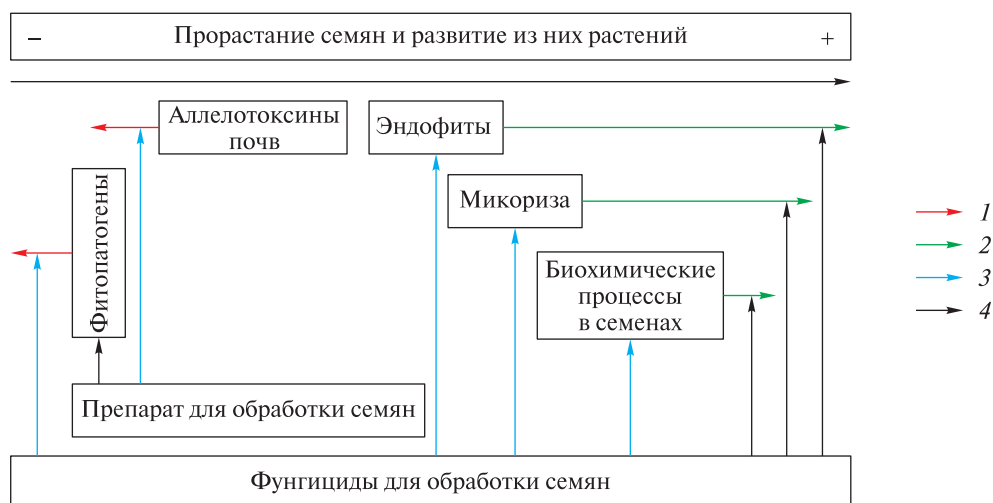 – Прорастание семян и развитие из них растений +
Аллелотоксины
почв
Эндофиты
Фитопатогены
Микориза
Биохимические
процессы
в семенах
Препарат для обработки семян
Фунгициды для обработки семян
1
2
3
4